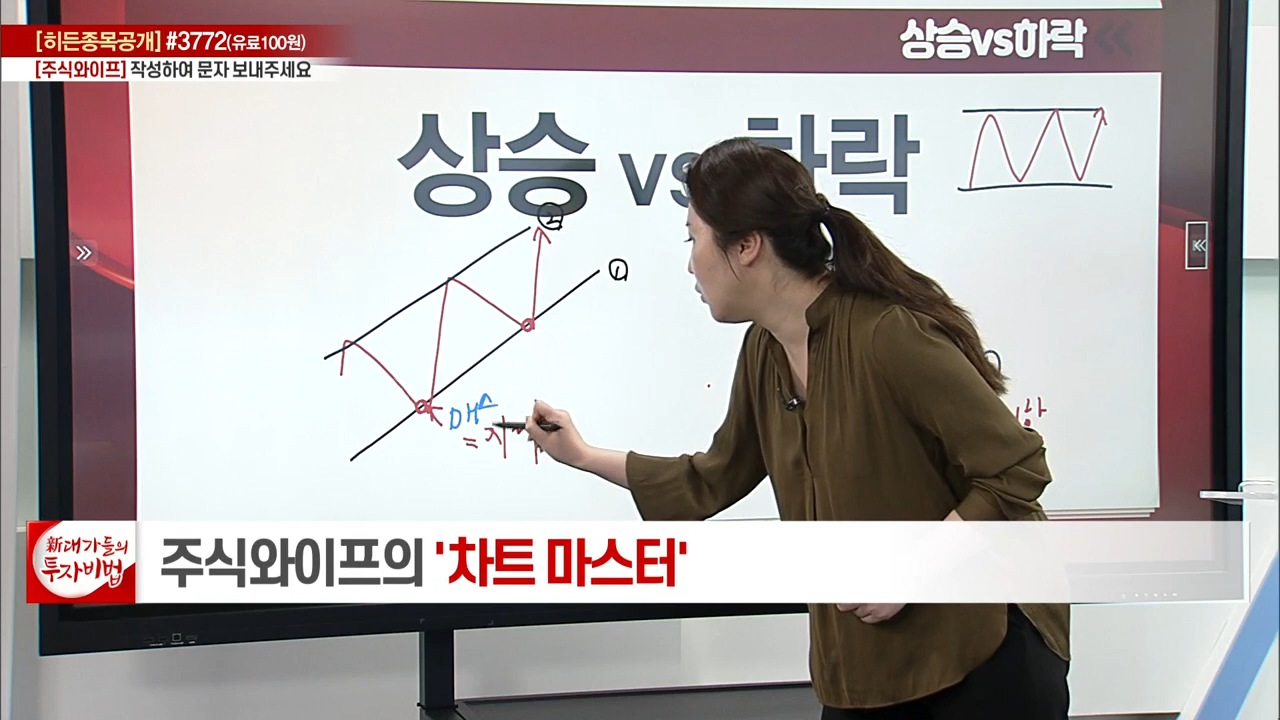 [히든종목공개] #3772(유료100원)
[주식와이프] 작성하여 문자 보내주세요
상승vs하락
상승 vs 하락
②
①
매수
新대가들의
투자비법
주식와이프의 '차트 마스터'